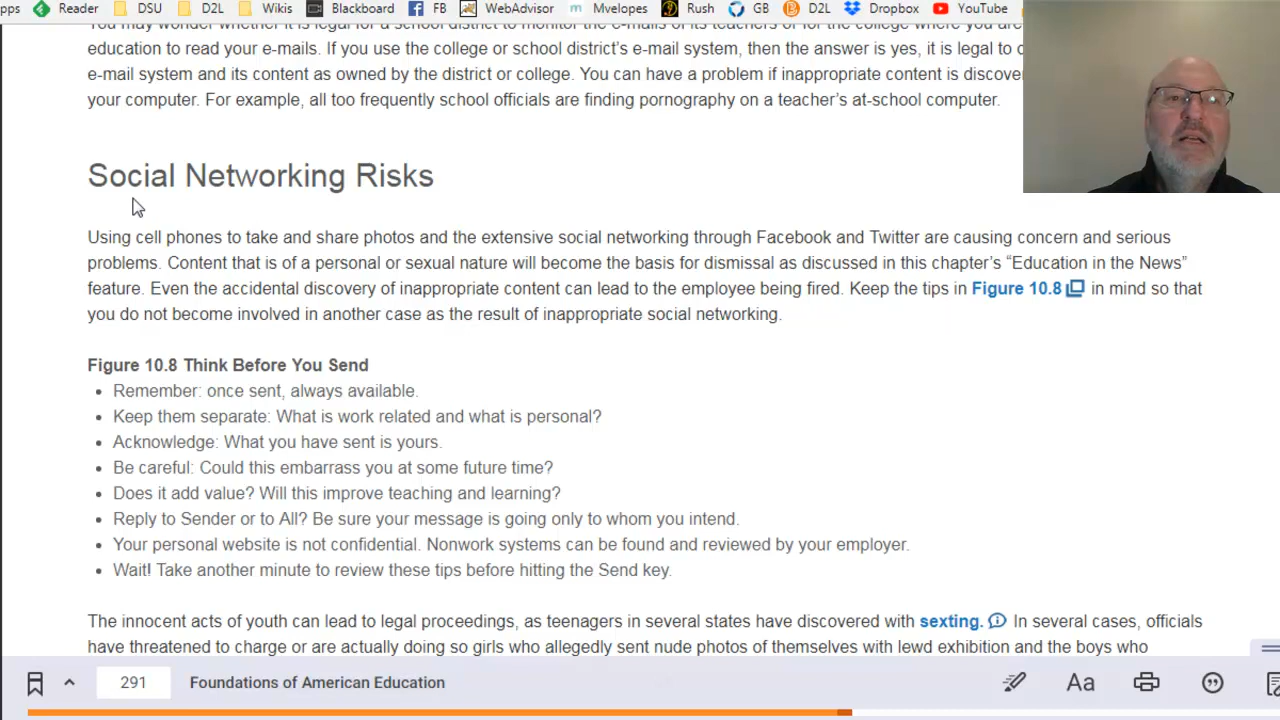 pps Reader DSU D2L Wikis Blackboard FB WebAdvisor Mvelopes Rush GB D2L Dropbox YouTube
You may wonder whether it is legal for a school district to monitor the e-mails of its teachers or for the college where you are
education to read your e-mails. If you use the college or school district's e-mail system, then the answer is yes, it is legal to
e-mail system and its content as owned by the district or college. You can have a problem if inappropriate content is discove
your computer. For example, all too frequently school officials are finding pornography on a teacher's at-school computer.
Social Networking Risks
Using cell phones to take and share photos and the extensive social networking through Facebook and Twitter are causing concern and serious
problems. Content that is of a personal or sexual nature will become the basis for dismissal as discussed in this chapter's “Education in the News”
feature. Even the accidental discovery of inappropriate content can lead to the employee being fired. Keep the tips in Figure 10.8 in mind so that
you do not become involved in another case as the result of inappropriate social networking.
Figure 10.8 Think Before You Send
• Remember: once sent, always available.
• Keep them separate: What is work related and what is personal?
• Acknowledge: What you have sent is yours.
• Be careful: Could this embarrass you at some future time?
• Does it add value? Will this improve teaching and learning?
• Reply to Sender or to All? Be sure your message is going only to whom you intend.
• Your personal website is not confidential. Nonwork systems can be found and reviewed by your employer.
• Wait! Take another minute to review these tips before hitting the Send key.
The innocent acts of youth can lead to legal proceedings, as teenagers in several states have discovered with sexting. In several cases, officials
have threatened to charge or are actually doing so girls who allegedly sent nude photos of themselves with lewd exhibition and the boys who
291 Foundations of American Education Aa